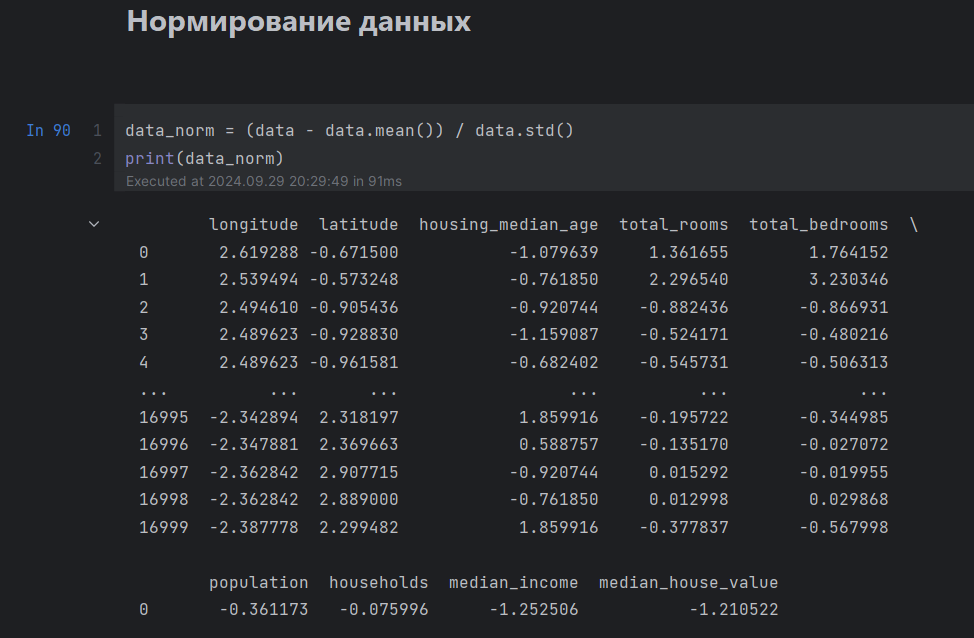 Нормирование данных
In 90 1 data_norm = (data - data.mean()) / data.std()
2 print(data_norm)
Executed at 2024.09.29 20:29:49 in 91ms
longitude latitude housing_median_age total_rooms total_bedrooms \
0 2.619288 -0.671500 -1.079639 1.361655 1.764152
1 2.539494 -0.573248 -0.761850 2.296540 3.230346
2 2.494610 -0.905436 -0.920744 -0.882436 -0.866931
3 2.489623 -0.928830 -1.159087 -0.524171 -0.480216
4 2.489623 -0.961581 -0.682402 -0.545731 -0.506313
... ... ... ... ... ...
16995 -2.342894 2.318197 1.859916 -0.195722 -0.344985
16996 -2.347881 2.369663 0.588757 -0.135170 -0.027072
16997 -2.362842 2.907715 -0.920744 0.015292 -0.019955
16998 -2.362842 2.889000 -0.761850 0.012998 0.029868
16999 -2.387778 2.299482 1.859916 -0.377837 -0.567998
population households median_income median_house_value
0 -0.361173 -0.075996 -1.252506 -1.210522